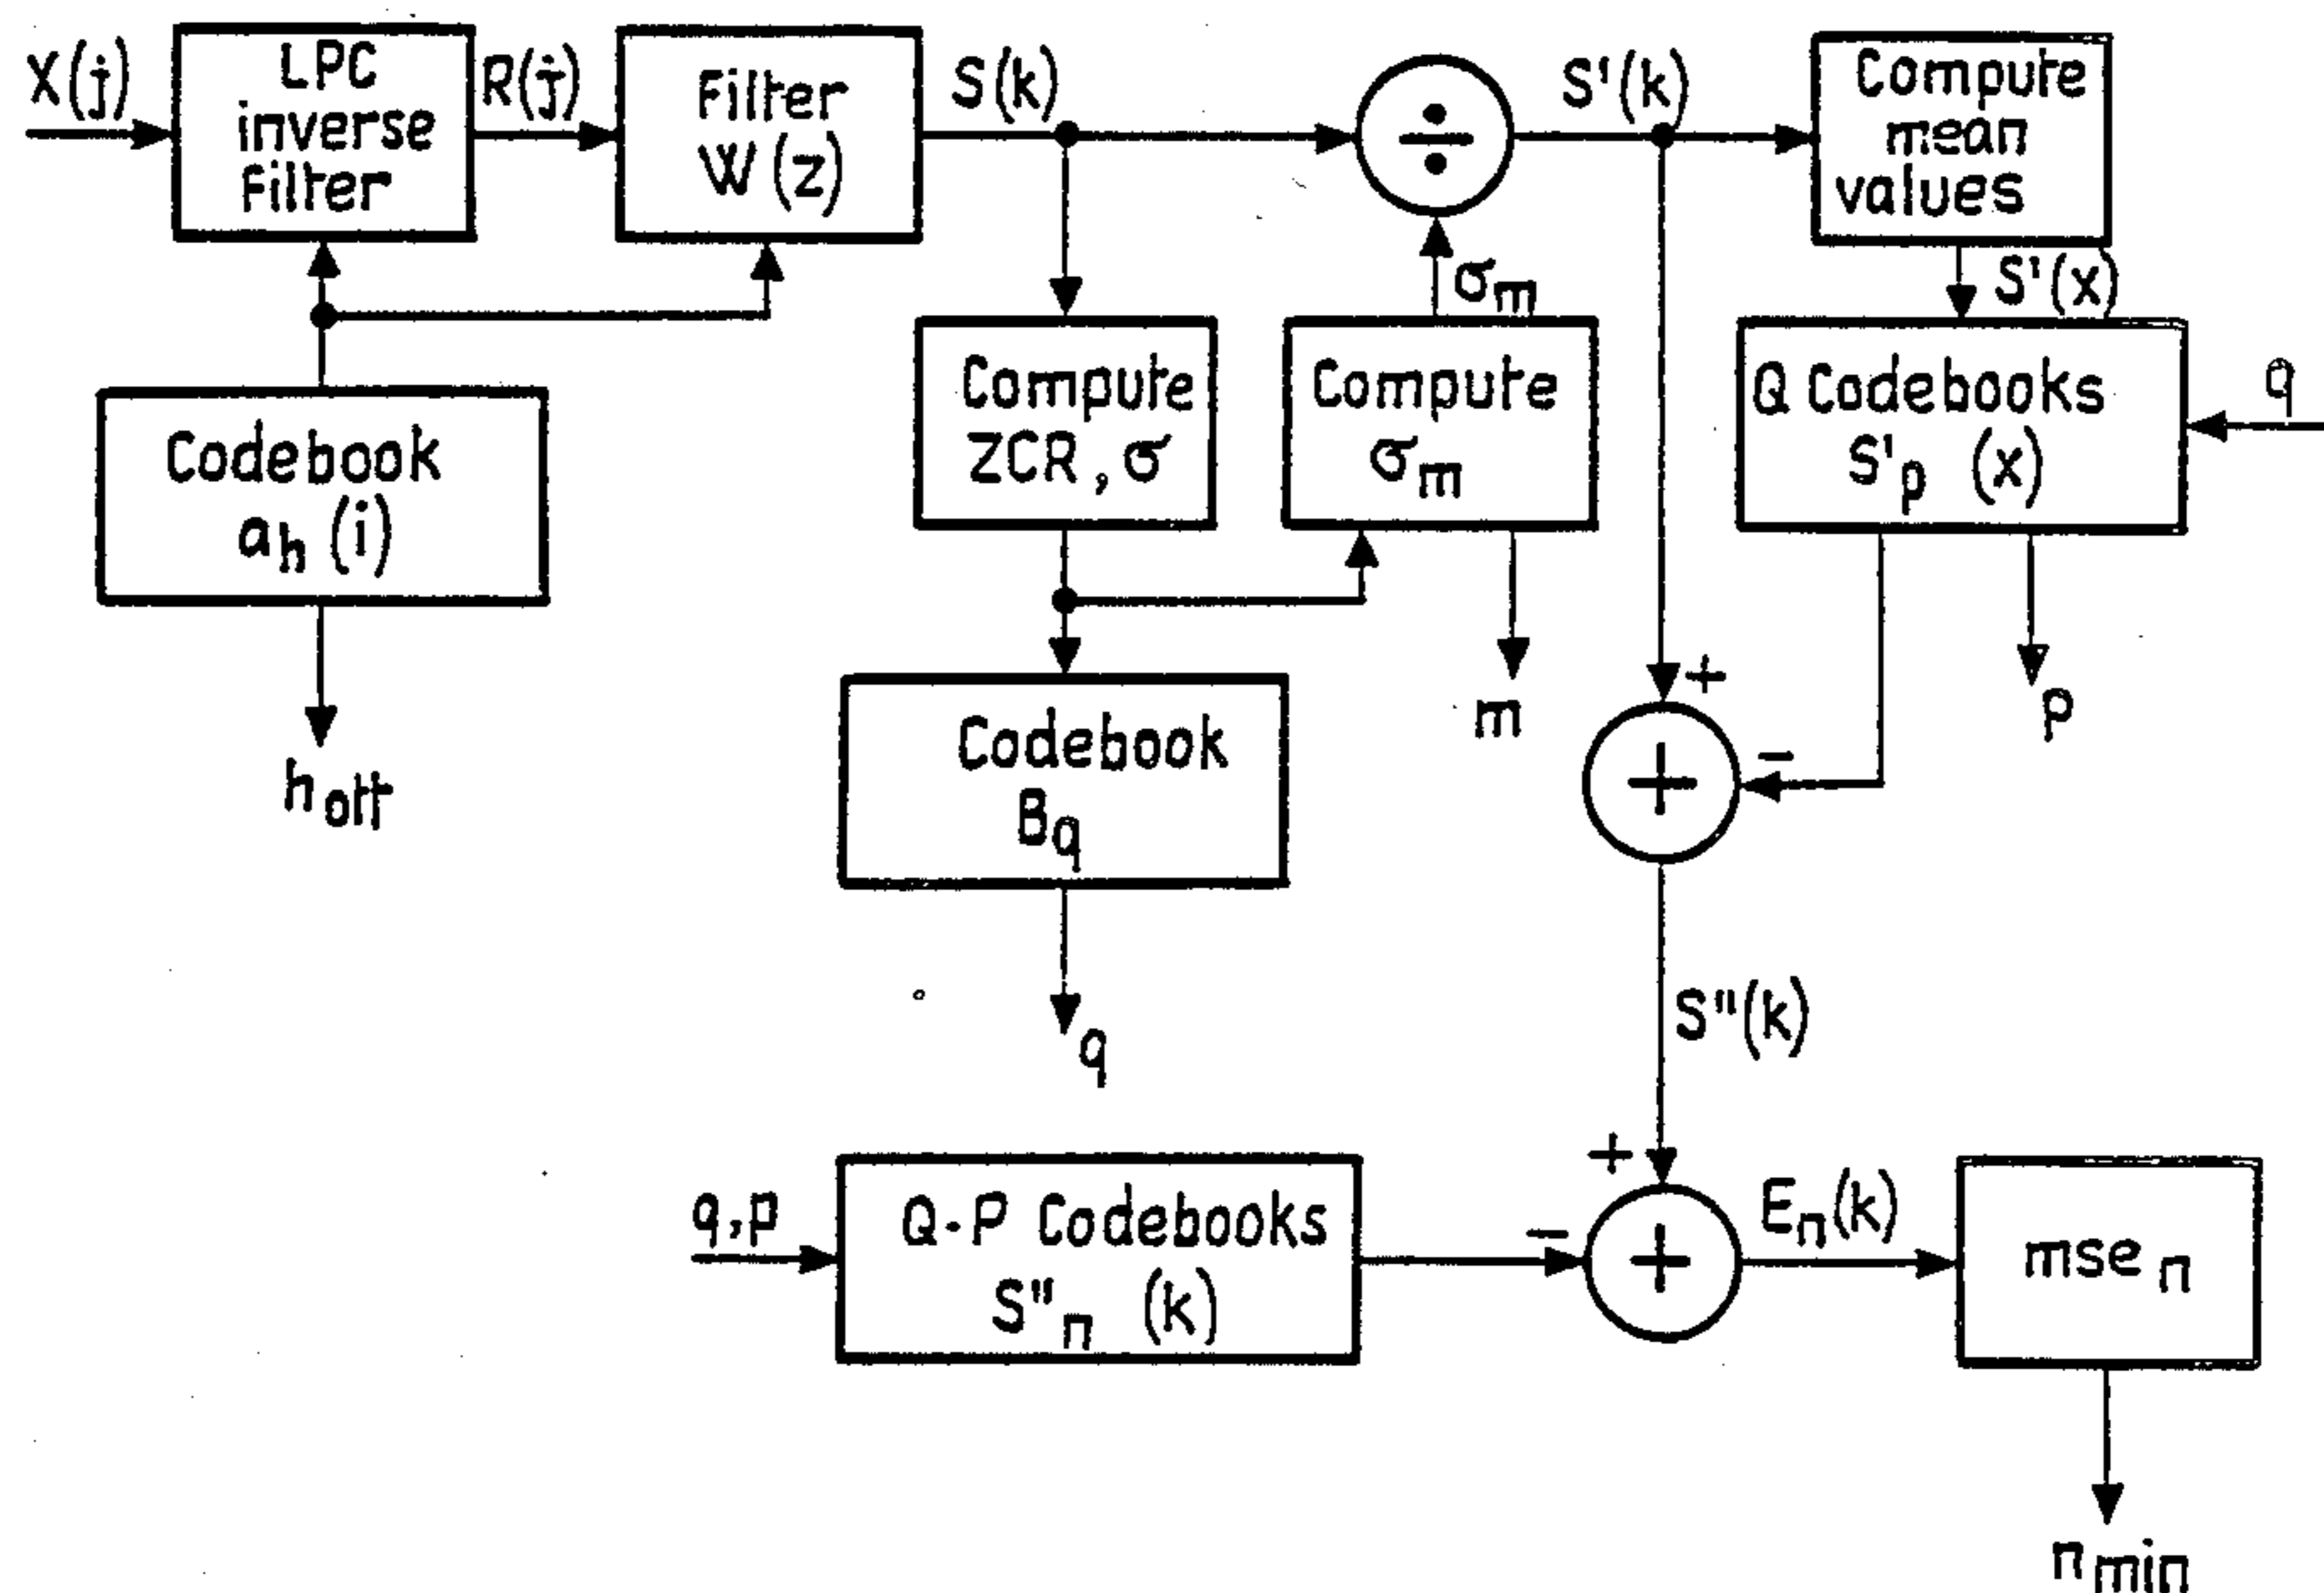 X(j)
LPC
inverse
filter
R(j)
Filter
W(z)
S(k)
÷
S'(k)
Compute
mean
values
S'(x)
σm
Codebook
ah(i)
hott
Compute
ZCR, σ
Compute
σm
m
Q Codebooks
S'p (x)
q
p
Codebook
Bq
q
+
-
+
S"(k)
q,p
Q-P Codebooks
S"n (k)
+
-
+
En(k)
mse n
nmin